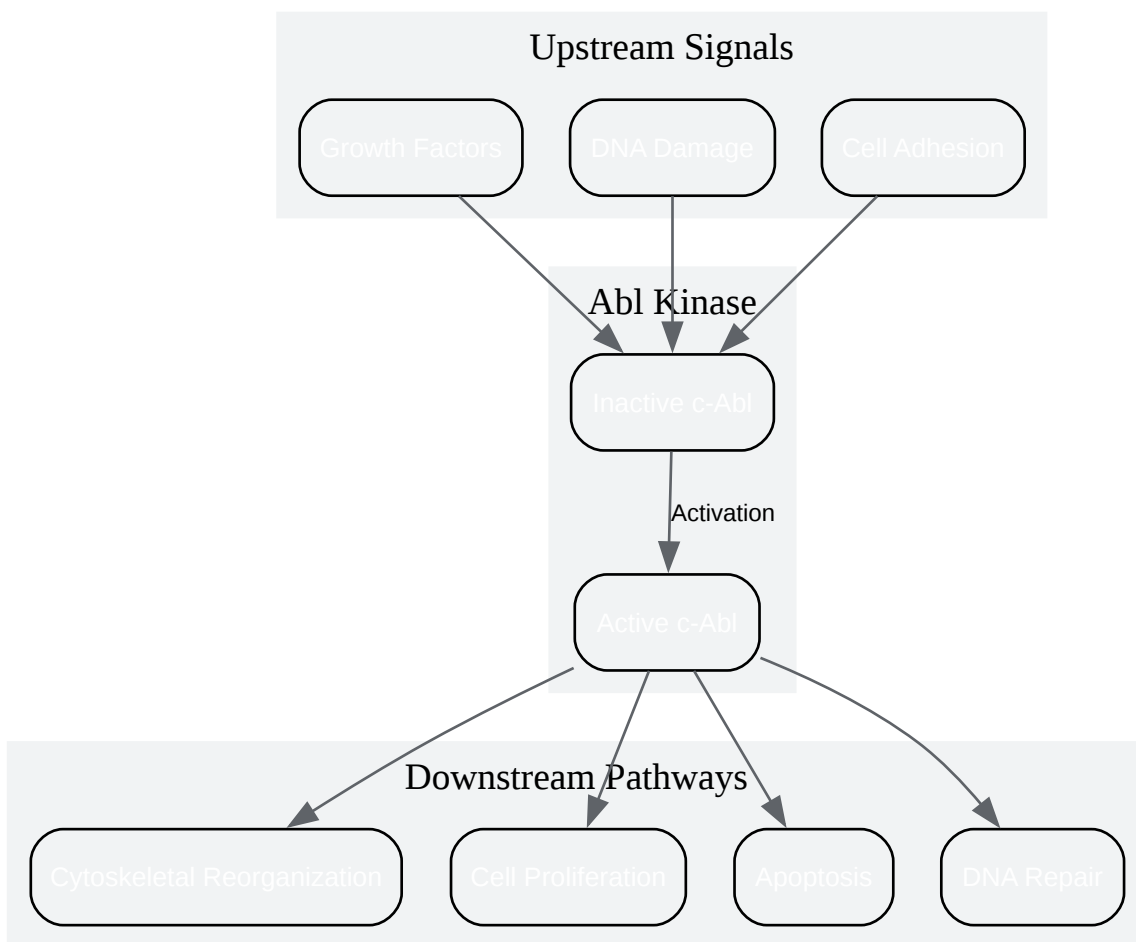 Upstream Signals
Growth Factors
DNA Damage
Cell Adhesion
Abl Kinase
Inactive c-Abl
Activation
Active c-Abl
Downstream Pathways
Cytoskeletal Reorganization
Cell Proliferation
Apoptosis
DNA Repair